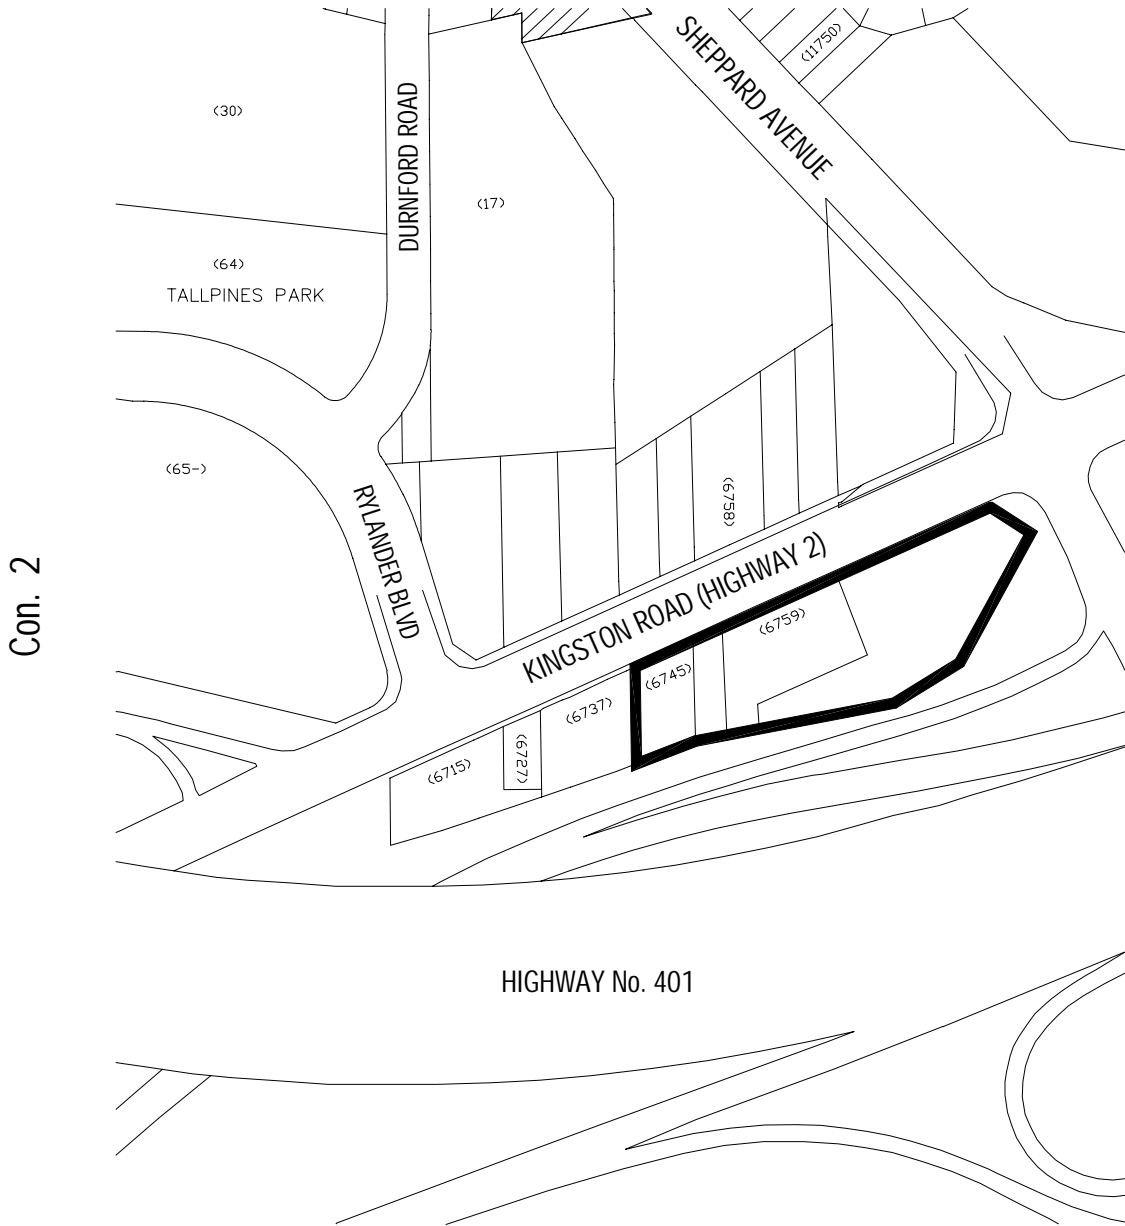 SHEPPARD AVENUE
(11750)
(30)
DURNFORD ROAD
(17)
(64)
TALLPINES PARK
(65-)
(6758)
RYLANDER BLVD
KINGSTON ROAD (HIGHWAY 2)
Con. 2
(6759)
(6745)
(6737)
(6727)
(6715)
HIGHWAY No. 401